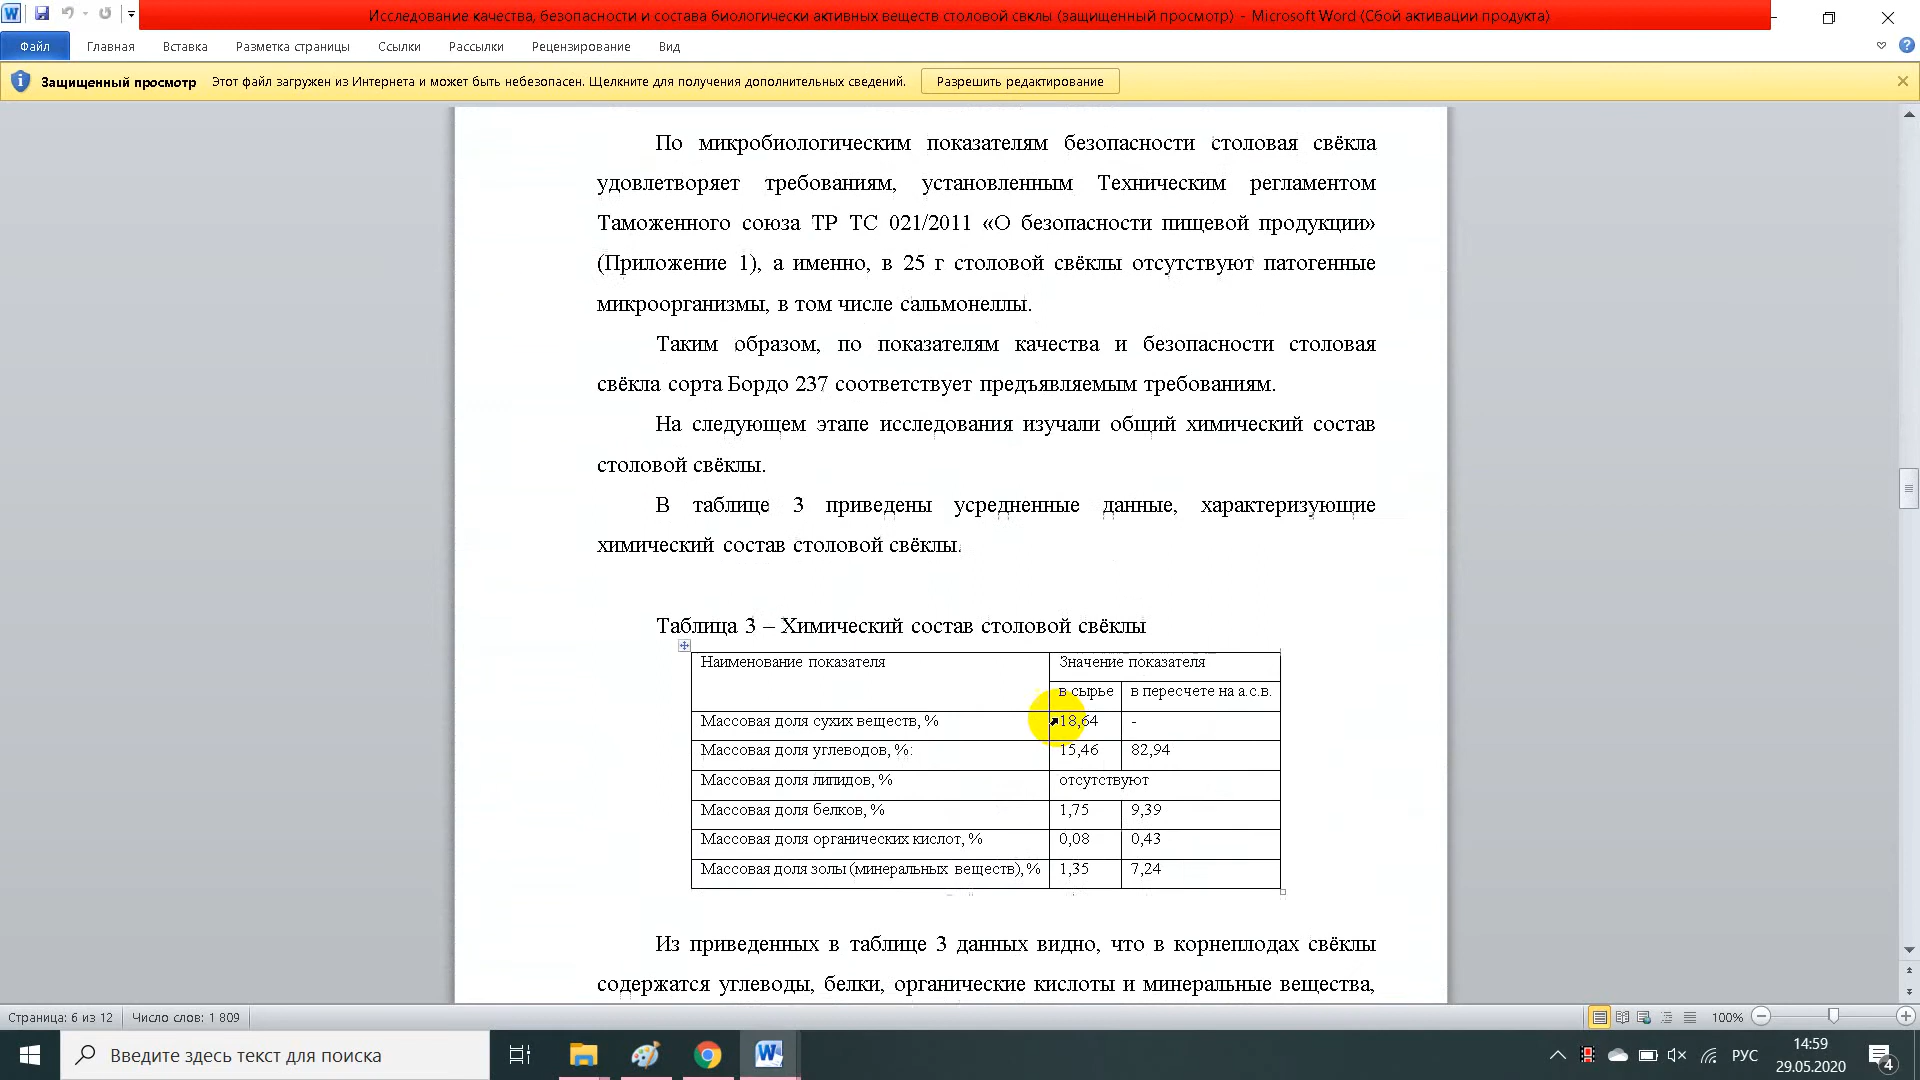 Исследование качества, безопасности и состава биологически активных веществ столовой свклы (защищенный просмотр) - Microsoft Word (Сбой активации продукта)
Файл Главная Вставка Разметка страницы Ссылки Рассылки Рецензирование Вид
Защищенный просмотр Этот файл загружен из Интернета и может быть небезопасен. Щелкните для получения дополнительных сведений. Разрешить редактирование
По микробиологическим показателям безопасности столовая свёкла
удовлетворяет требованиям, установленным Техническим регламентом
Таможенного союза ТР ТС 021/2011 «О безопасности пищевой продукции»
(Приложение 1), а именно, в 25 г столовой свёклы отсутствуют патогенные
микроорганизмы, в том числе сальмонеллы.
Таким образом, по показателям качества и безопасности столовая
свёкла сорта Бордо 237 соответствует предъявляемым требованиям.
На следующем этапе исследования изучали общий химический состав
столовой свёклы.
В таблице 3 приведены усредненные данные, характеризующие
химический состав столовой свёклы.
Таблица 3 – Химический состав столовой свёклы
Наименование показателя Значение показателя
в сырье в пересчете на а.с.в.
Массовая доля сухих веществ, % 18,64 -
Массовая доля углеводов, %: 15,46 82,94
Массовая доля липидов, % отсутствуют
Массовая доля белков, % 1,75 9,39
Массовая доля органических кислот, % 0,08 0,43
Массовая доля золы (минеральных веществ), % 1,35 7,24
Из приведенных в таблице 3 данных видно, что в корнеплодах свёклы
содержатся углеводы, белки, органические кислоты и минеральные вещества,
Страница: 6 из 12 Число слов: 1 809 100%
Введите здесь текст для поиска РУС 14:59
29.05.2020 4